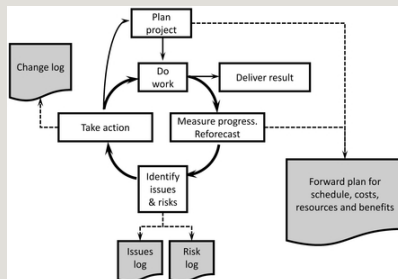 Plan
project
Change log
Do
work
Deliver result
Take action
Measure progress.
Reforecast
Identify
issues
& risks
Forward plan for
schedule, costs,
resources and benefits
Issues
log
Risk
log